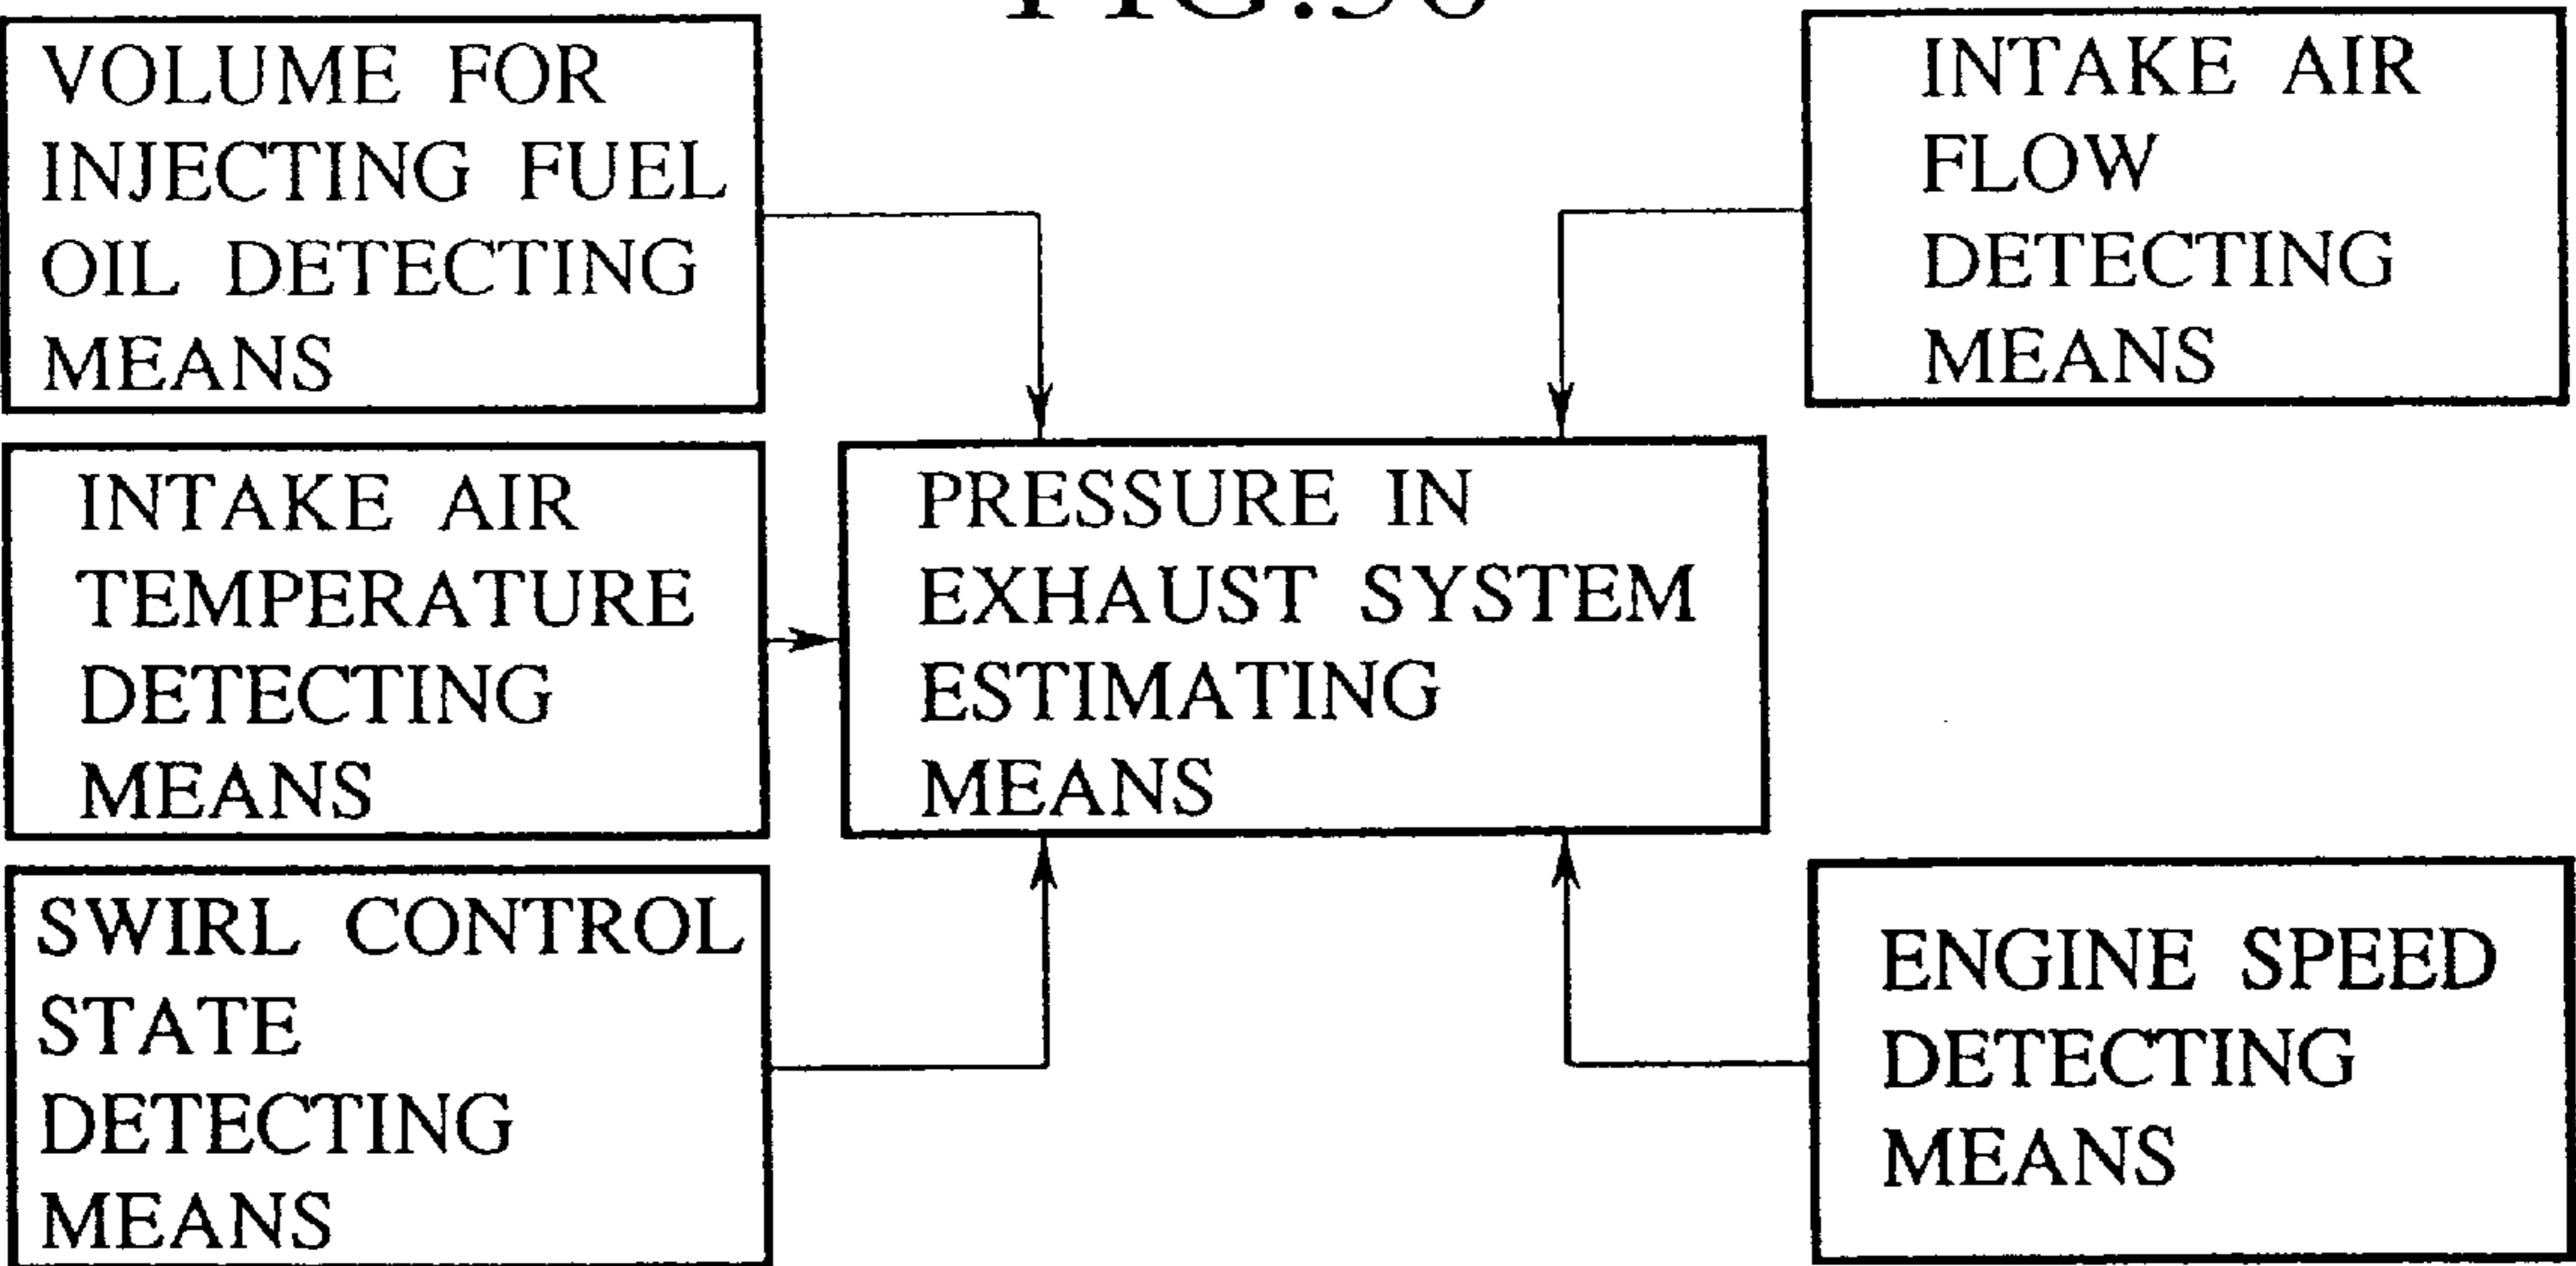 FIG.
VOLUME FOR
INJECTING FUEL
OIL DETECTING
MEANS
INTAKE AIR
FLOW
DETECTING
MEANS
INTAKE AIR
TEMPERATURE
DETECTING
MEANS
PRESSURE IN
EXHAUST SYSTEM
ESTIMATING
MEANS
SWIRL CONTROL
STATE
DETECTING
MEANS
ENGINE SPEED
DETECTING
MEANS